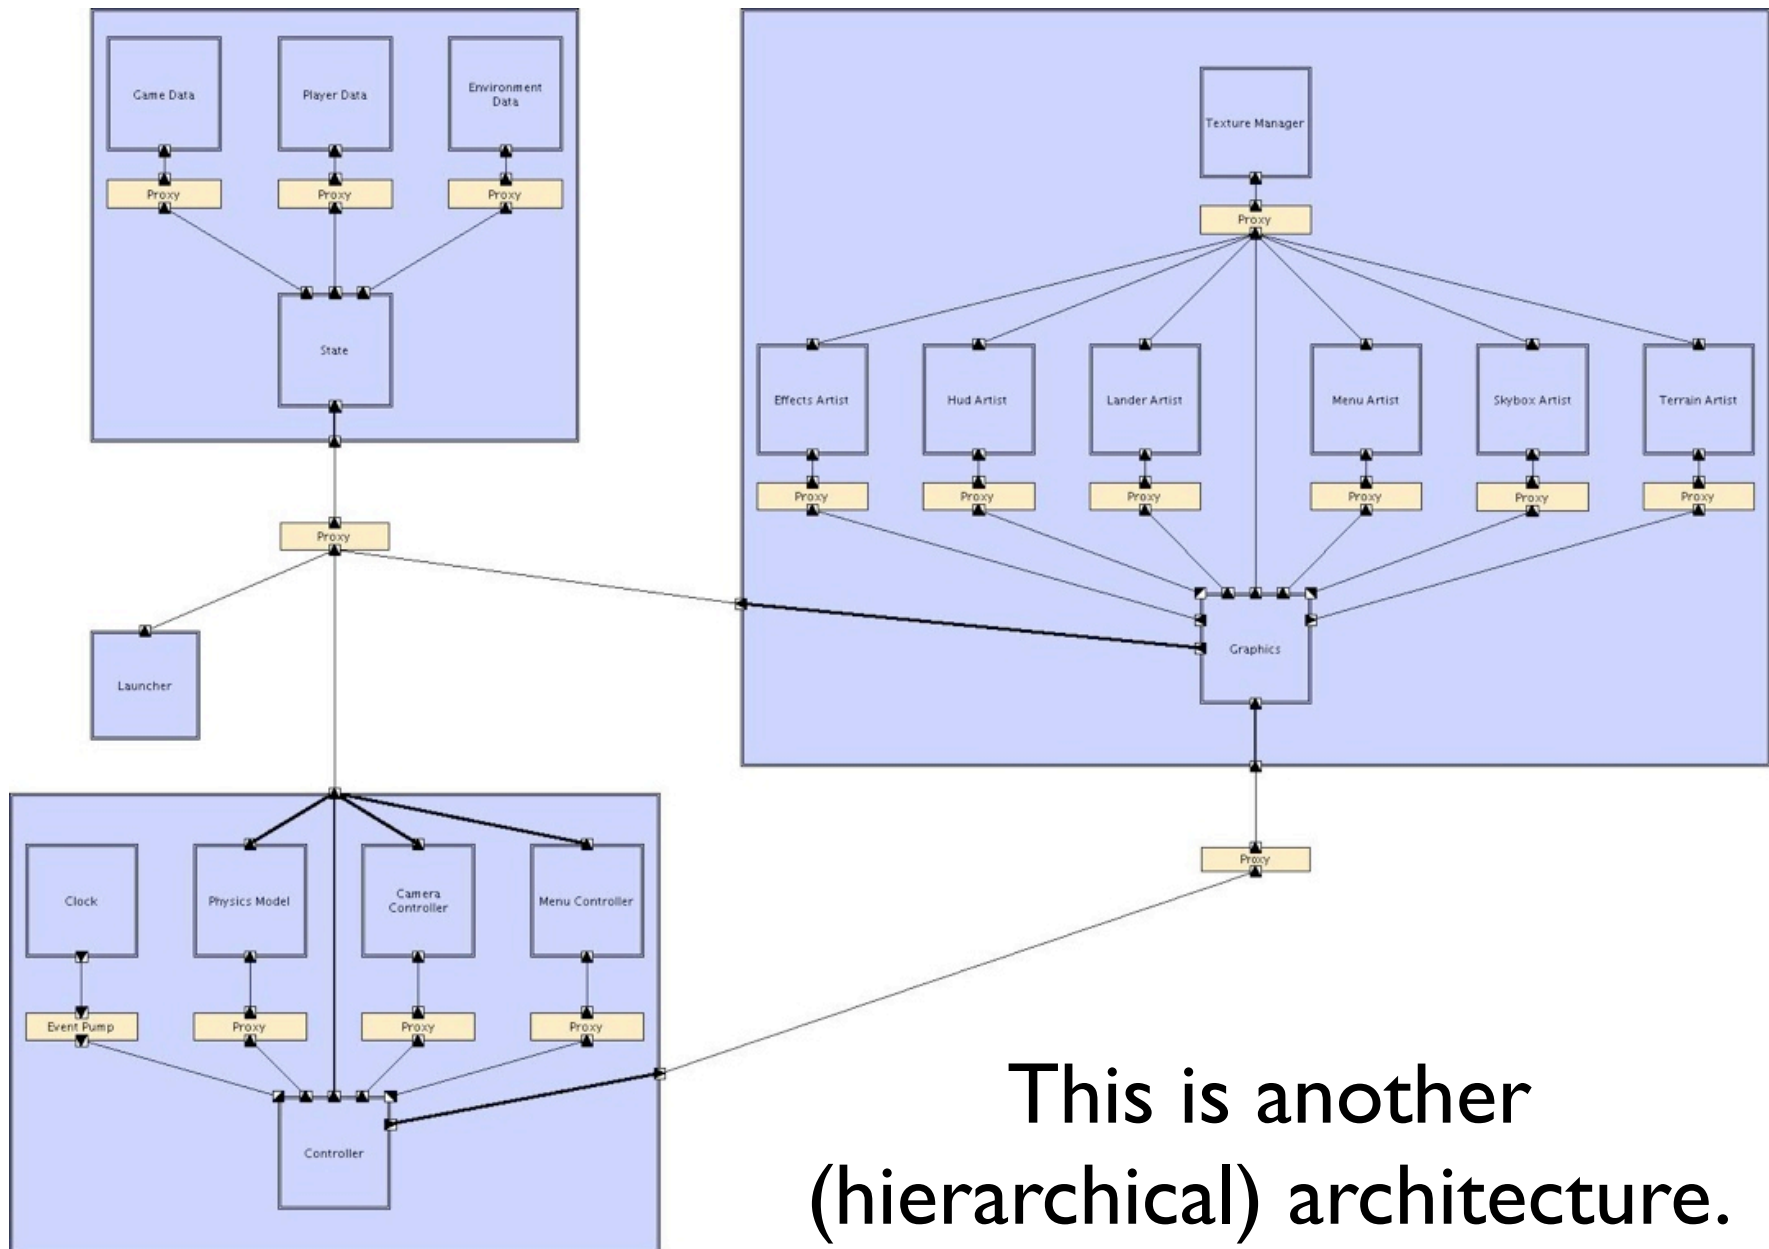 Game Data
Player Data
Environment
Data
Proxy
Proxy
Proxy
State
Proxy
Launcher
Texture Manager
Proxy
Effects Artist
Hud Artist
Lander Artist
Menu Artist
Skybox Artist
Terrain Artist
Proxy
Proxy
Proxy
Proxy
Proxy
Proxy
Graphics
Proxy
Clock
Physics Model
Camera
Controller
Menu Controller
Event Pump
Proxy
Proxy
Proxy
Controller
This is another
(hierarchical) architecture.